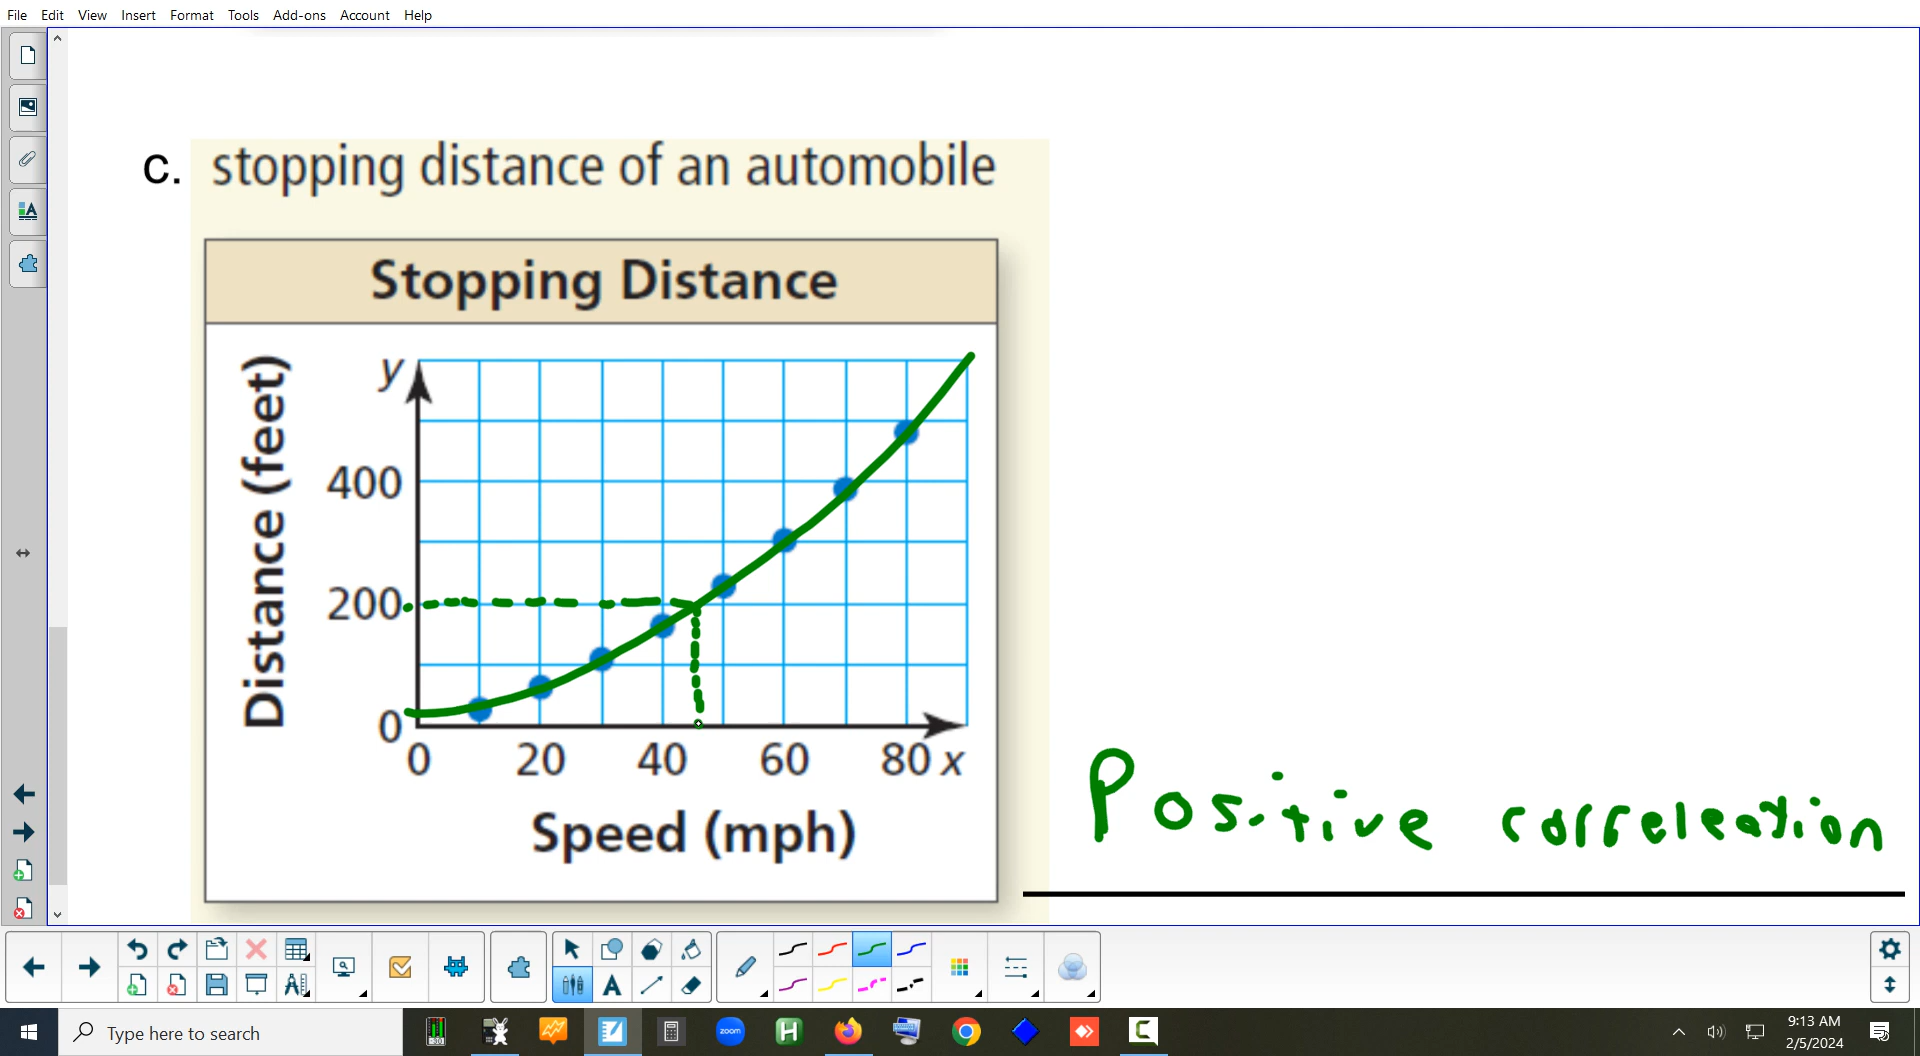 File Edit View Insert Format Tools Add-ons Account Help
c. stopping distance of an automobile
Stopping Distance
Distance (feet)
y
400
200
0
0 20 40 60 80 x
Speed (mph)
Positive correleation
zoom
Type here to search
9:13 AM
2/5/2024